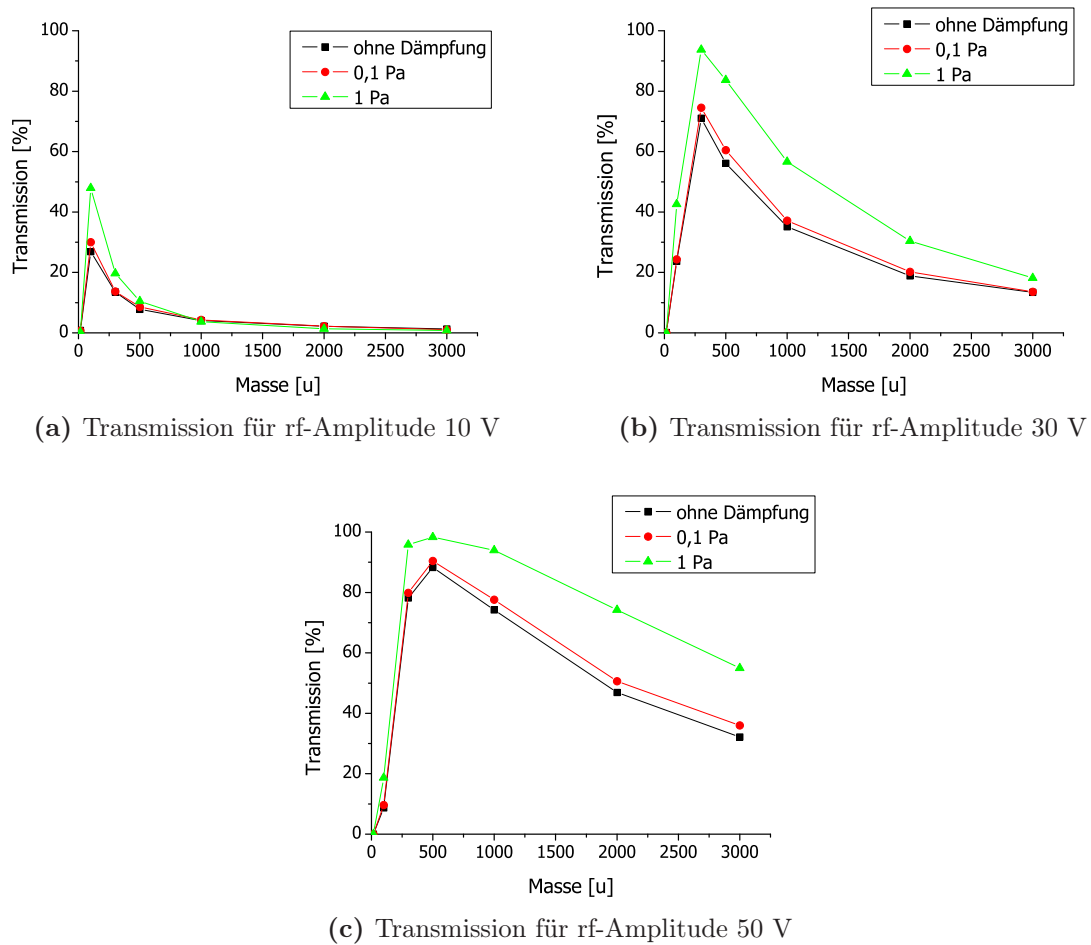 100
80
60
40
20
0
Transmission [%]
ohne Dämpfung
0,1 Pa
1 Pa
0 500 1000 1500 2000 2500 3000
Masse [u]
(a) Transmission für rf-Amplitude 10 V
100
80
60
40
20
0
Transmission [%]
ohne Dämpfung
0,1 Pa
1 Pa
0 500 1000 1500 2000 2500 3000
Masse [u]
(b) Transmission für rf-Amplitude 30 V
100
80
60
40
20
0
Transmission [%]
ohne Dämpfung
0,1 Pa
1 Pa
0 500 1000 1500 2000 2500 3000
Masse [u]
(c) Transmission für rf-Amplitude 50 V